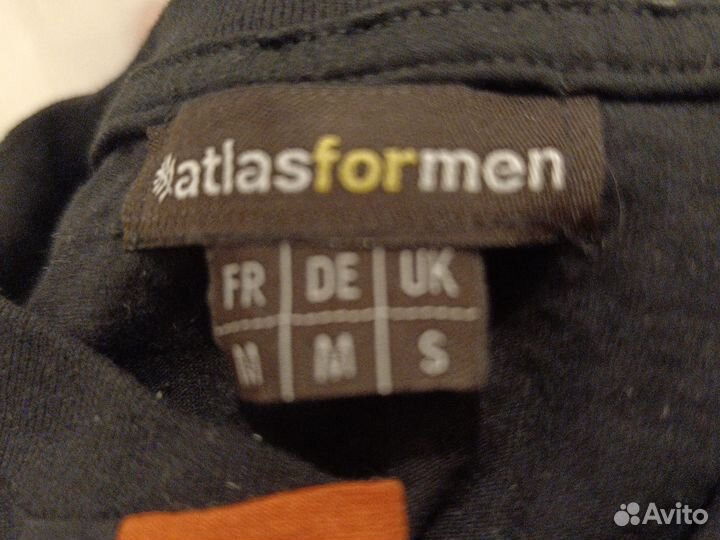 atlasformen
FR DE UK
M M S
Avito